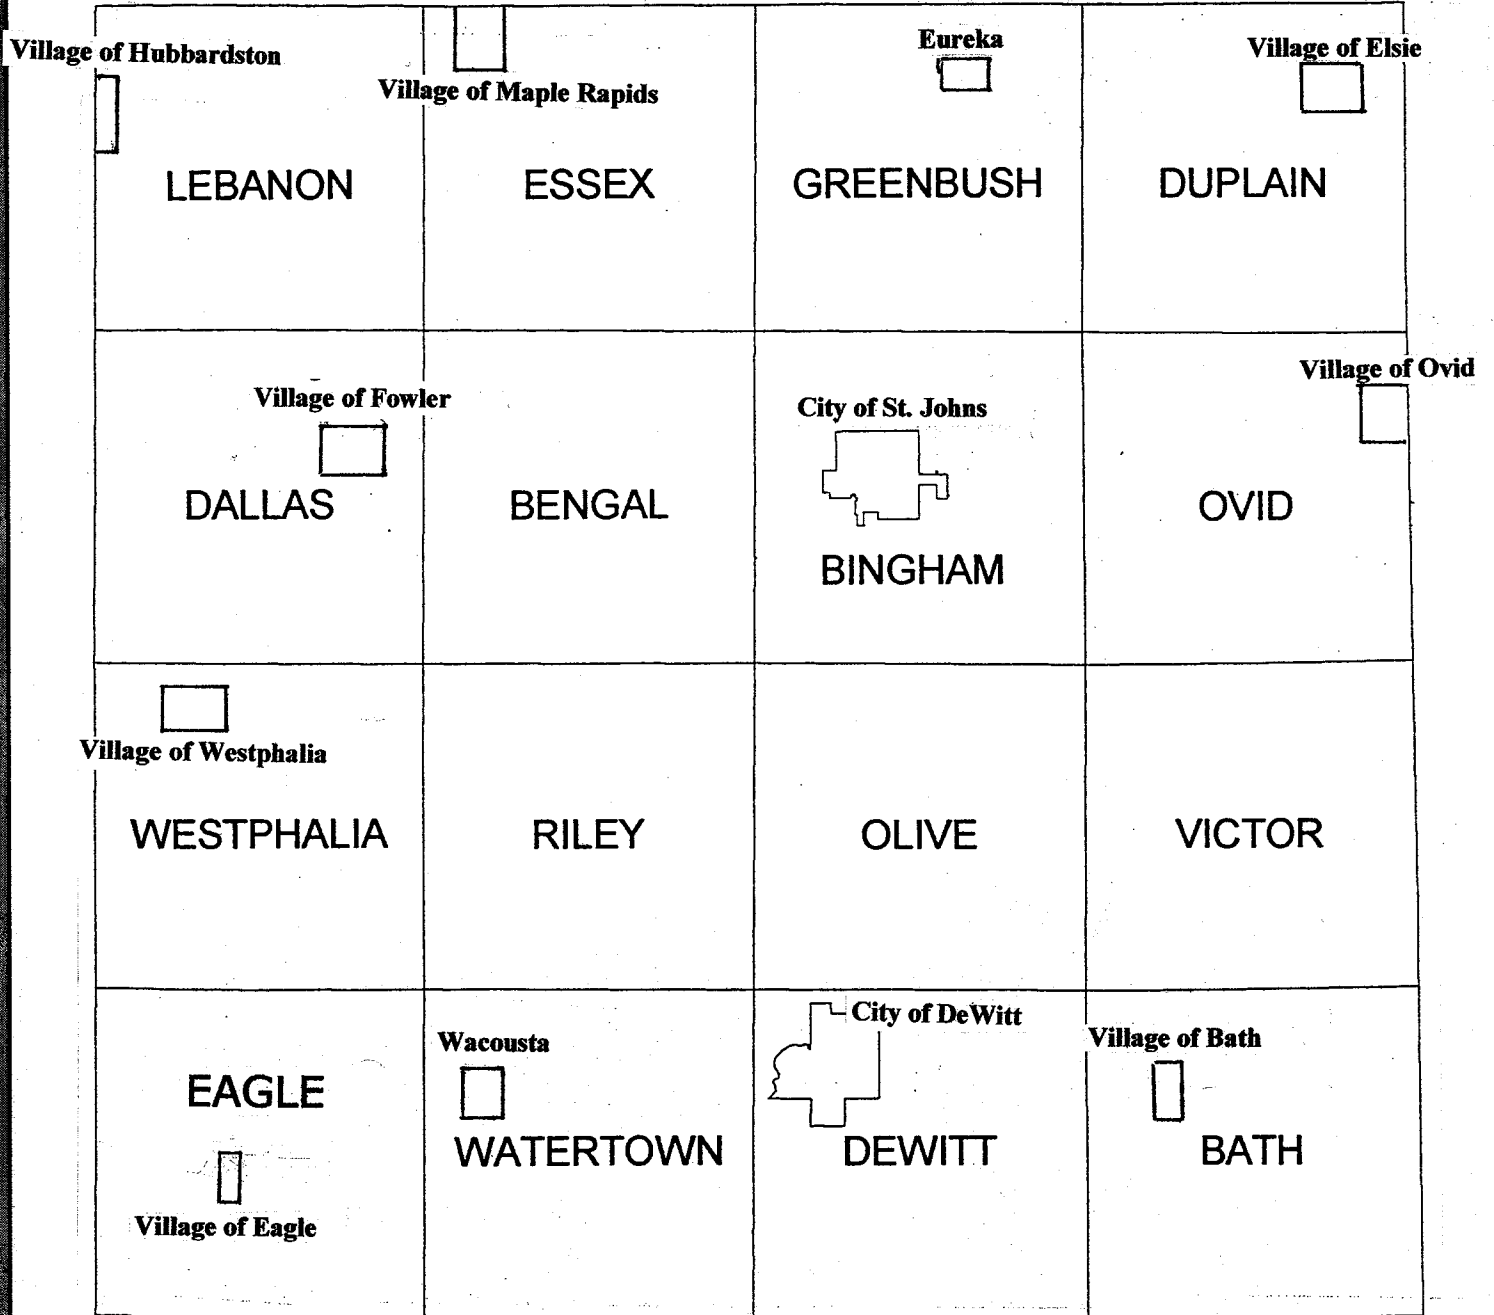 Village of Hubbardston
Village of Maple Rapids
Eureka
Village of Elsie
LEBANON
ESSEX
GREENBUSH
DUPLAIN
Village of Fowler
City of St. Johns
Village of Ovid
DALLAS
BENGAL
BINGHAM
OVID
Village of Westphalia
WESTPHALIA
RILEY
OLIVE
VICTOR
Wacousta
City of DeWitt
Village of Bath
EAGLE
WATERTOWN
DEWITT
BATH
Village of Eagle